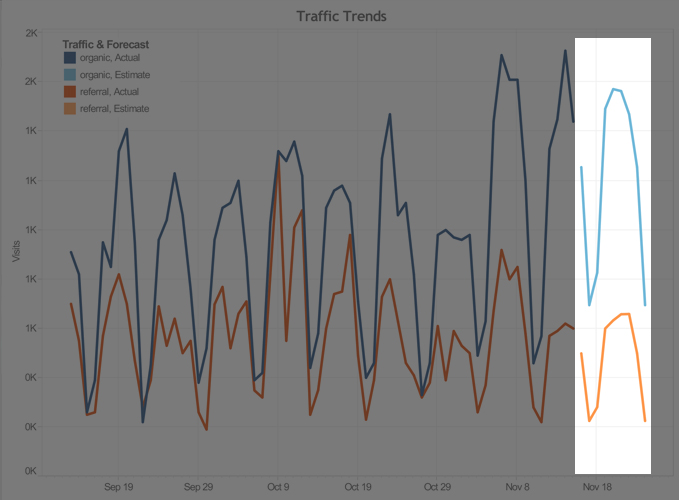 Traffic Trends
Traffic & Forecast
organic, Actual
organic, Estimate
referral, Actual
referral, Estimate
2K
2K
1K
1K
1K
1K
1K
0K
0K
0K
Visits
Sep 19
Sep 29
Oct 9
Oct 19
Oct 29
Nov 8
Nov 18